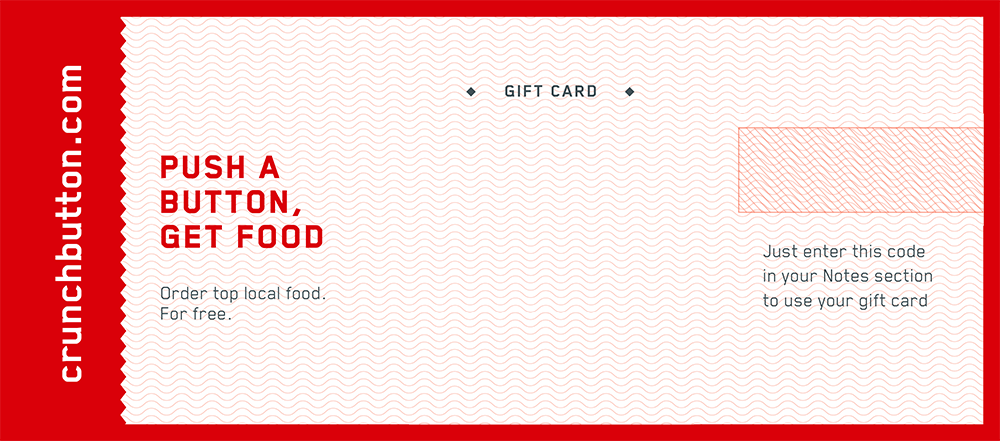 crunchbutton.com
GIFT CARD
PUSH A
BUTTON,
GET FOOD
Order top local food.
For free.
Just enter this code
in your Notes section
to use your gift card